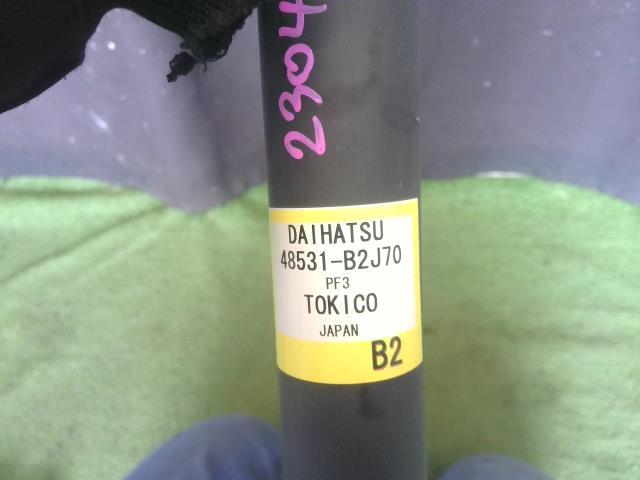 2304
DAIHATSU
48531-B2J70
PF3
TOKICO
JAPAN
B2